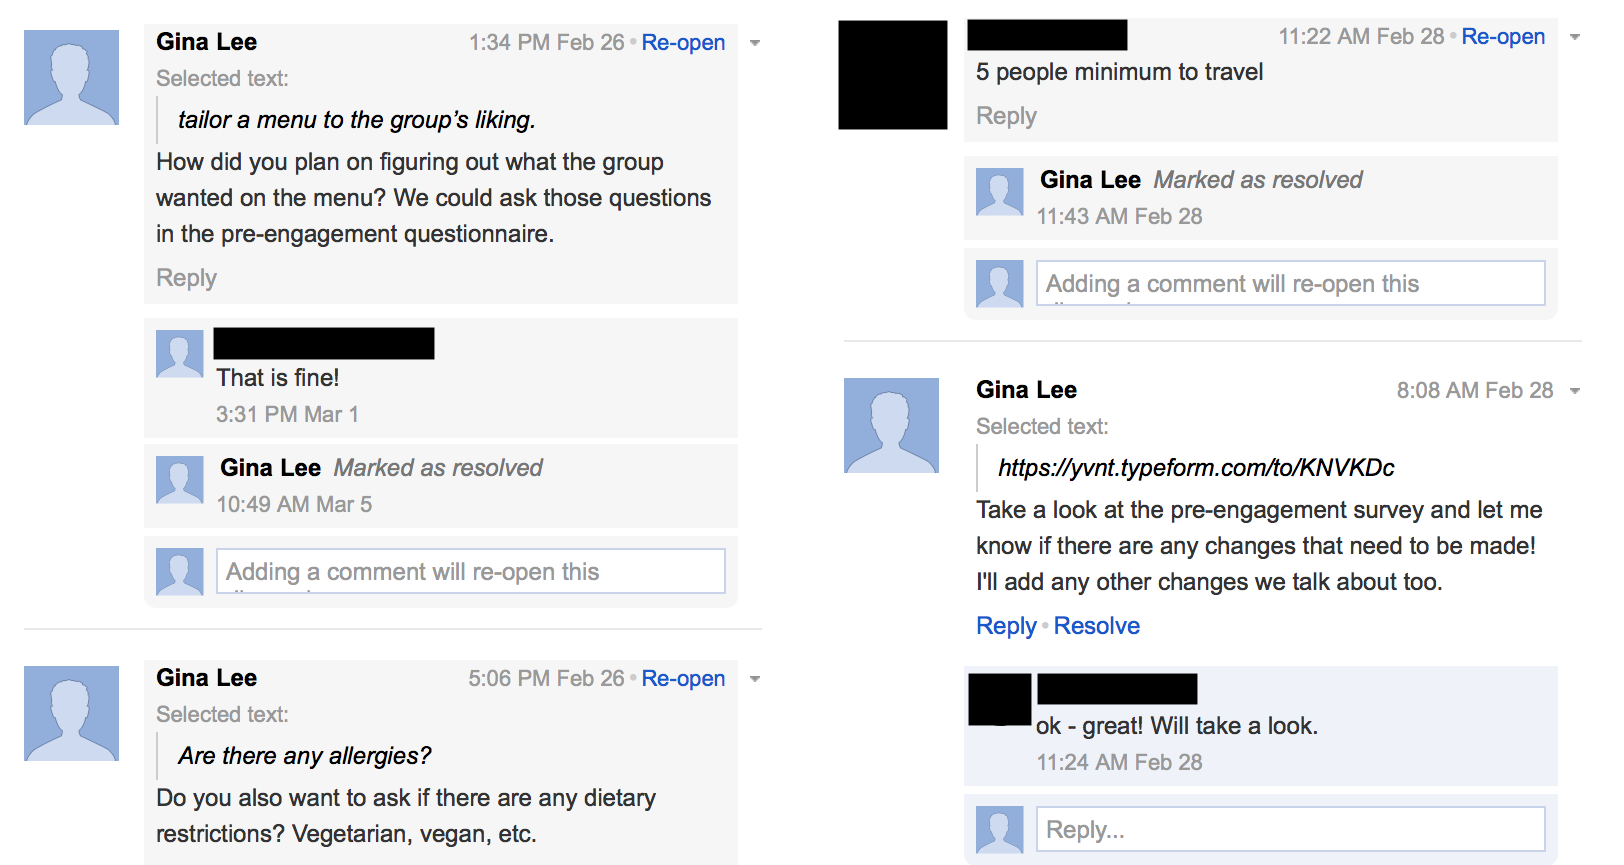 Gina Lee 1:34 PM Feb 26 • Re-open
Selected text:
tailor a menu to the group’s liking.
How did you plan on figuring out what the group
wanted on the menu? We could ask those questions
in the pre-engagement questionnaire.
Reply
That is fine!
3:31 PM Mar 1
Gina Lee Marked as resolved
10:49 AM Mar 5
Adding a comment will re-open this
Gina Lee 5:06 PM Feb 26 • Re-open
Selected text:
Are there any allergies?
Do you also want to ask if there are any dietary
restrictions? Vegetarian, vegan, etc.
11:22 AM Feb 28 • Re-open
5 people minimum to travel
Reply
Gina Lee Marked as resolved
11:43 AM Feb 28
Adding a comment will re-open this
Gina Lee 8:08 AM Feb 28
Selected text:
https://yvnt.typeform.com/to/KNVKDc
Take a look at the pre-engagement survey and let me
know if there are any changes that need to be made!
I'll add any other changes we talk about too.
Reply • Resolve
ok - great! Will take a look.
11:24 AM Feb 28
Reply...